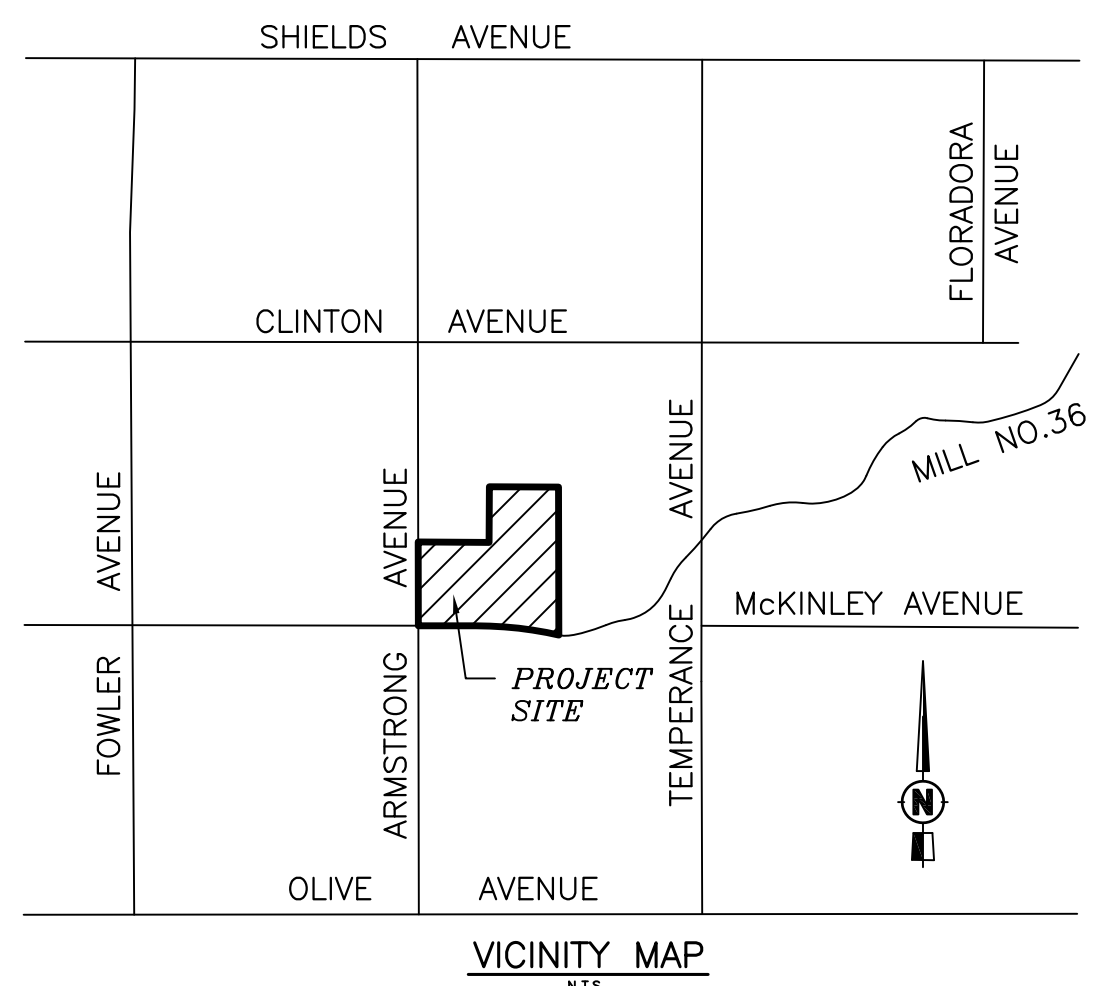 SHIELDS AVENUE
FLORADORA
AVENUE
CLINTON AVENUE
MILL NO.36
FOWLER AVENUE
ARMSTRONG AVENUE
TEMPERANCE AVENUE
McKINLEY AVENUE
PROJECT
SITE
N
OLIVE AVENUE
VICINITY MAP
NTS